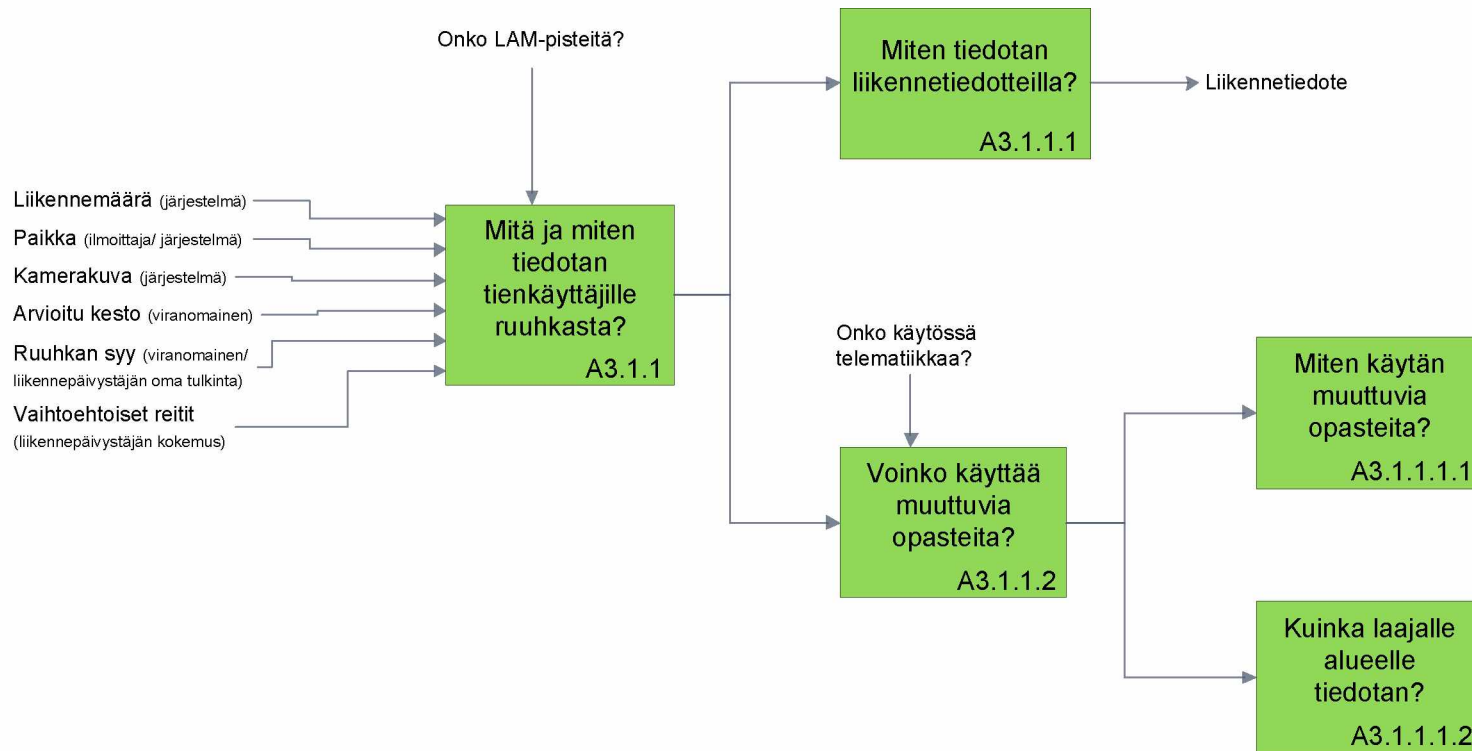 Onko LAM-pisteitä?
Miten tiedotan
liikennetiedotteilla?
A3.1.1.1
Liikennetiedote
Liikennemäärä (järjestelmä)
Paikka (ilmoittaja/ järjestelmä)
Kamerakuva (järjestelmä)
Arvioitu kesto (viranomainen)
Ruuhkan syy (viranomainen/
liikennepäivystäjän oma tulkinta)
Vaihtoehtoiset reitit
(liikennepäivystäjän kokemus)
Mitä ja miten
tiedotan
tienkäyttäjille
ruuhkasta?
A3.1.1
Onko käytössä
telematiikkaa?
Voinko käyttää
muuttuvia
opasteita?
A3.1.1.2
Miten käytän
muuttuvia
opasteita?
A3.1.1.1.1
Kuinka laajalle
alueelle
tiedotan?
A3.1.1.1.2